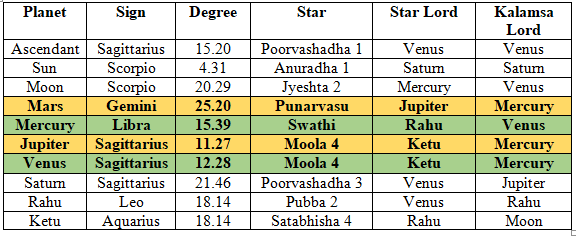 Planet Sign Degree Star Star Lord Kalamsa Lord
Ascendant Sagittarius 15.20 Poorvashadha 1 Venus Venus
Sun Scorpio 4.31 Anuradha 1 Saturn Saturn
Moon Scorpio 20.29 Jyeshta 2 Mercury Venus
Mars Gemini 25.20 Punarvasu Jupiter Mercury
Mercury Libra 15.39 Swathi Rahu Venus
Jupiter Sagittarius 11.27 Moola 4 Ketu Mercury
Venus Sagittarius 12.28 Moola 4 Ketu Mercury
Saturn Sagittarius 21.46 Poorvashadha 3 Venus Jupiter
Rahu Leo 18.14 Pubba 2 Venus Rahu
Ketu Aquarius 18.14 Satabhisha 4 Rahu Moon